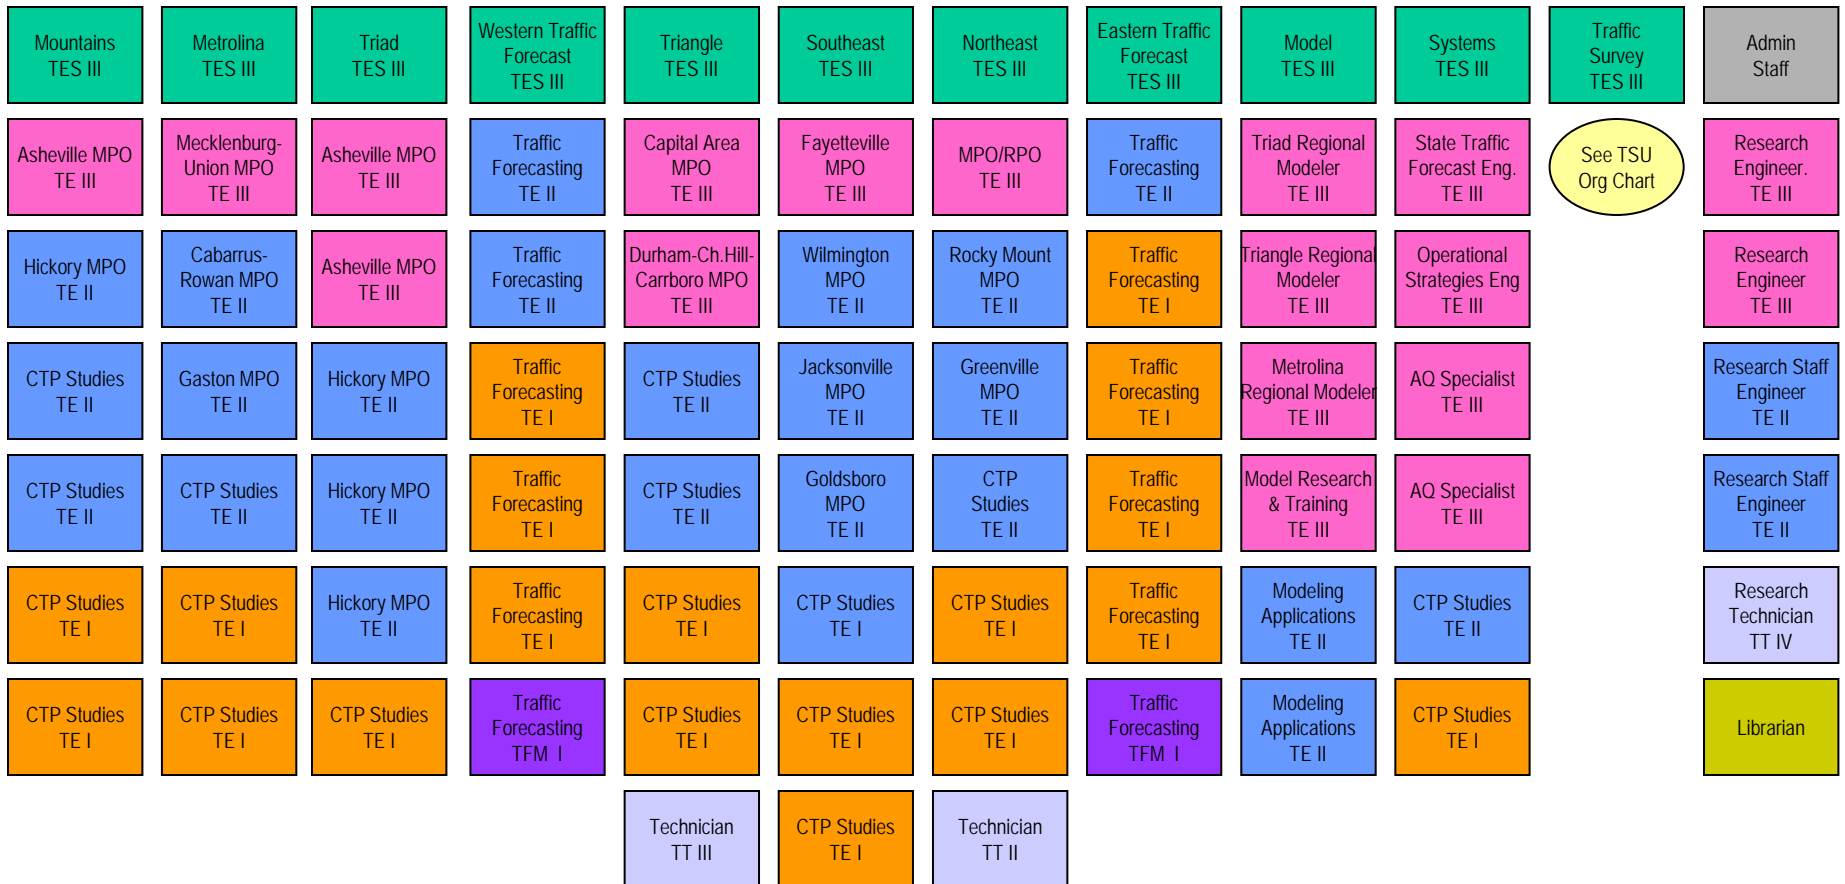 Mountains
TES III
Metrolina
TES III
Triad
TES III
Western Traffic
Forecast
TES III
Triangle
TES III
Southeast
TES III
Northeast
TES III
Eastern Traffic
Forecast
TES III
Model
TES III
Systems
TES III
Traffic
Survey
TES III
Admin
Staff
Asheville MPO
TE III
Mecklenburg-
Union MPO
TE III
Asheville MPO
TE III
Traffic
Forecasting
TE II
Capital Area
MPO
TE III
Fayetteville
MPO
TE III
MPO/RPO
TE III
Traffic
Forecasting
TE II
Triad Regional
Modeler
TE III
State Traffic
Forecast Eng.
TE III
See TSU
Org Chart
Research
Engineer.
TE III
Hickory MPO
TE II
Cabarrus-
Rowan MPO
TE II
Asheville MPO
TE III
Traffic
Forecasting
TE II
Durham-Ch.Hill-
Carrboro MPO
TE III
Wilmington
MPO
TE II
Rocky Mount
MPO
TE II
Traffic
Forecasting
TE I
Triangle Regional
Modeler
TE III
Operational
Strategies Eng
TE III
Research
Engineer
TE III
CTP Studies
TE II
Gaston MPO
TE II
Hickory MPO
TE II
Traffic
Forecasting
TE I
CTP Studies
TE II
Jacksonville
MPO
TE II
Greenville
MPO
TE II
Traffic
Forecasting
TE I
Metrolina
Regional Modeler
TE III
AQ Specialist
TE III
Research Staff
Engineer
TE II
CTP Studies
TE II
CTP Studies
TE II
Hickory MPO
TE II
Traffic
Forecasting
TE I
CTP Studies
TE II
Goldsboro
MPO
TE II
CTP
Studies
TE II
Traffic
Forecasting
TE I
Model Research
& Training
TE III
AQ Specialist
TE III
Research Staff
Engineer
TE II
CTP Studies
TE I
CTP Studies
TE I
Hickory MPO
TE II
Traffic
Forecasting
TE I
CTP Studies
TE I
CTP Studies
TE I
CTP Studies
TE I
Traffic
Forecasting
TE I
Modeling
Applications
TE II
CTP Studies
TE II
Research
Technician
TT IV
CTP Studies
TE I
CTP Studies
TE I
CTP Studies
TE I
Traffic
Forecasting
TFM I
CTP Studies
TE I
CTP Studies
TE I
CTP Studies
TE I
Traffic
Forecasting
TFM I
Modeling
Applications
TE II
CTP Studies
TE I
Librarian
Technician
TT III
CTP Studies
TE I
Technician
TT II